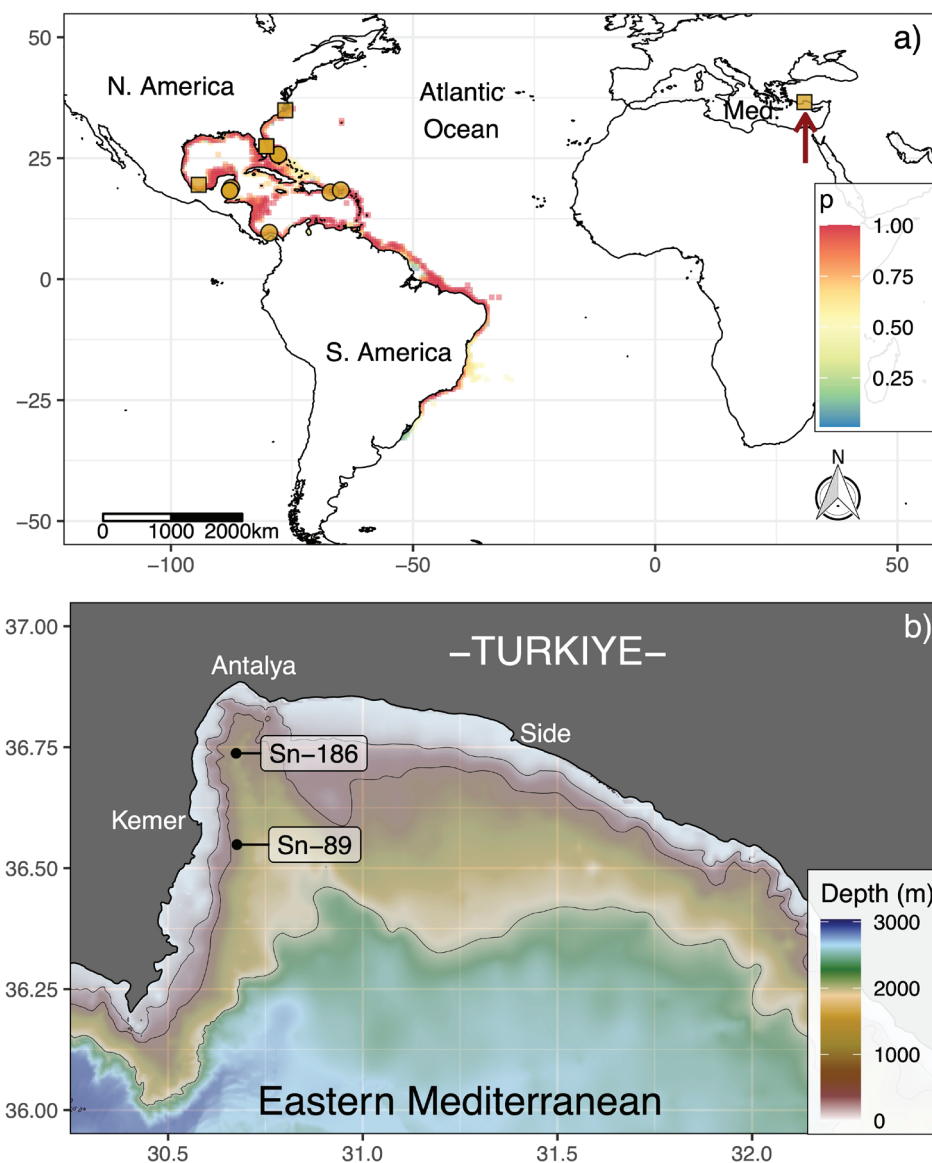 a)
50
N. America
Atlantic
Ocean
Med.
25
p
1.00
0
0.75
0.50
S. America
−25
0.25
N
0 1000 2000km
−50
−100 −50 0 50
37.00
b)
−TURKIYE−
Antalya
36.75
Side
Sn−186
Kemer
Sn−89
36.50
Depth (m)
3000
36.25
2000
1000
36.00
Eastern Mediterranean
0
30.5 31.0 31.5 32.0